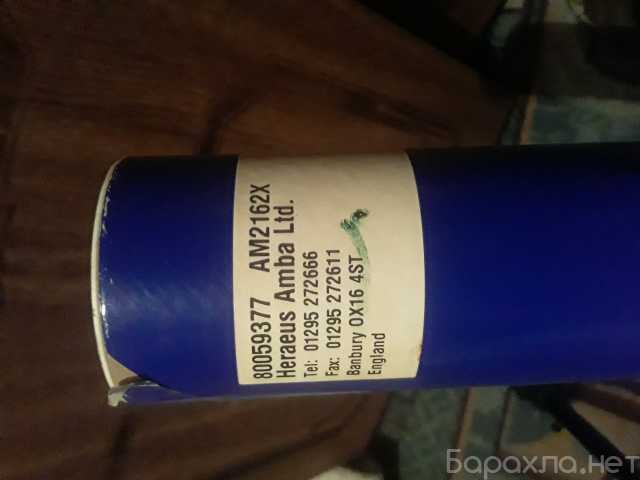 80059377 AM2162X
Heraeus Amba Ltd.
Tel: 01295 272666
Fax: 01295 272611
Banbury OX16 4ST
England
Барахла.нет